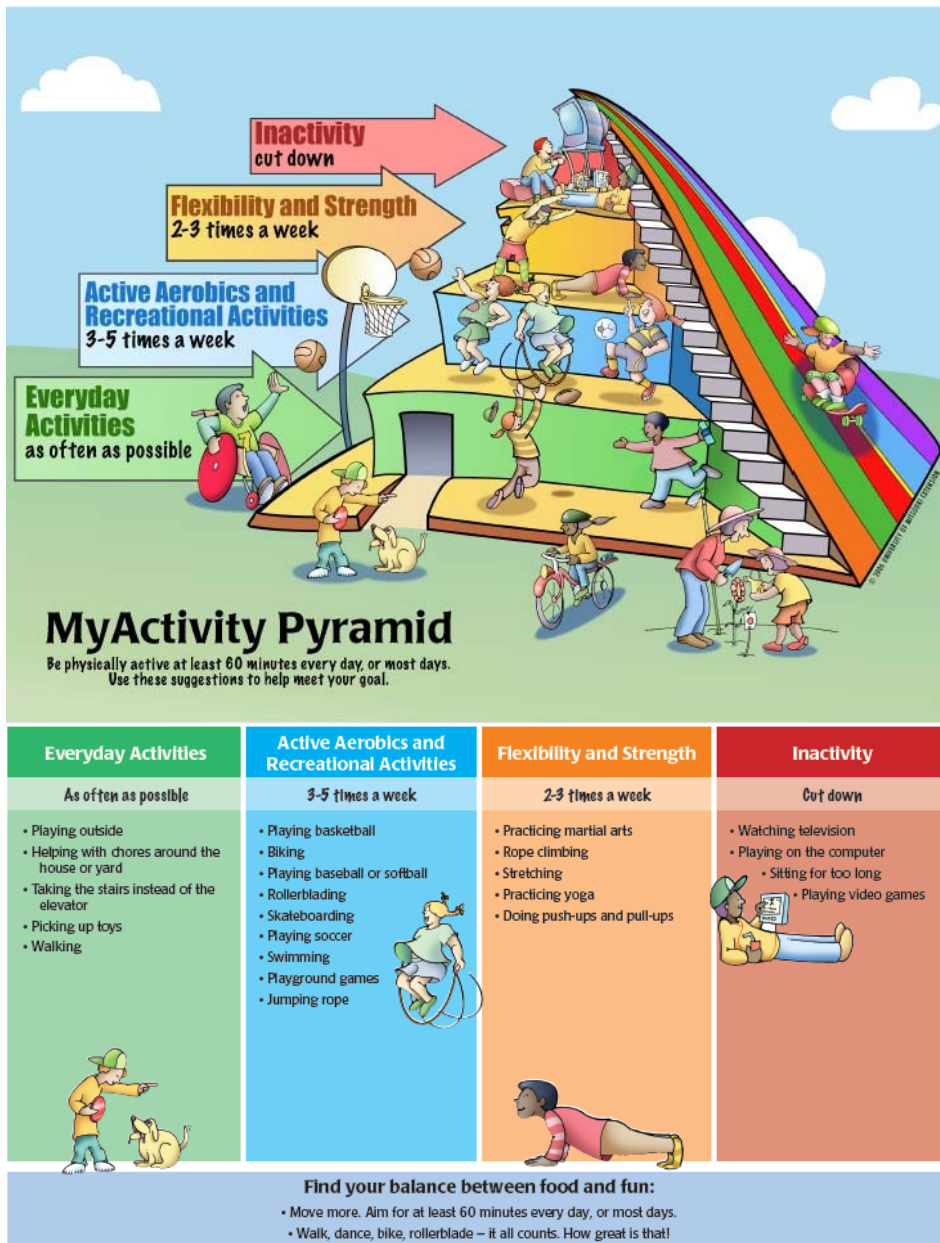 Inactivity
cut down
Flexibility and Strength
2-3 times a week
Active Aerobics and
Recreational Activities
3-5 times a week
Everyday
Activities
as often as possible
© 2006 UNIVERSITY OF MISSOURI EXTENSION
MyActivity Pyramid
Be physically active at least 60 minutes every day, or most days.
Use these suggestions to help meet your goal.
Everyday Activities
As often as possible
• Playing outside
• Helping with chores around the
house or yard
• Taking the stairs instead of the
elevator
• Picking up toys
• Walking
Active Aerobics and
Recreational Activities
3-5 times a week
• Playing basketball
• Biking
• Playing baseball or softball
• Rollerblading
• Skateboarding
• Playing soccer
• Swimming
• Playground games
• Jumping rope
Flexibility and Strength
2-3 times a week
• Practicing martial arts
• Rope climbing
• Stretching
• Practicing yoga
• Doing push-ups and pull-ups
Inactivity
Cut down
• Watching television
• Playing on the computer
• Sitting for too long
• Playing video games
Find your balance between food and fun:
• Move more. Aim for at least 60 minutes every day, or most days.
• Walk, dance, bike, rollerblade – it all counts. How great is that!